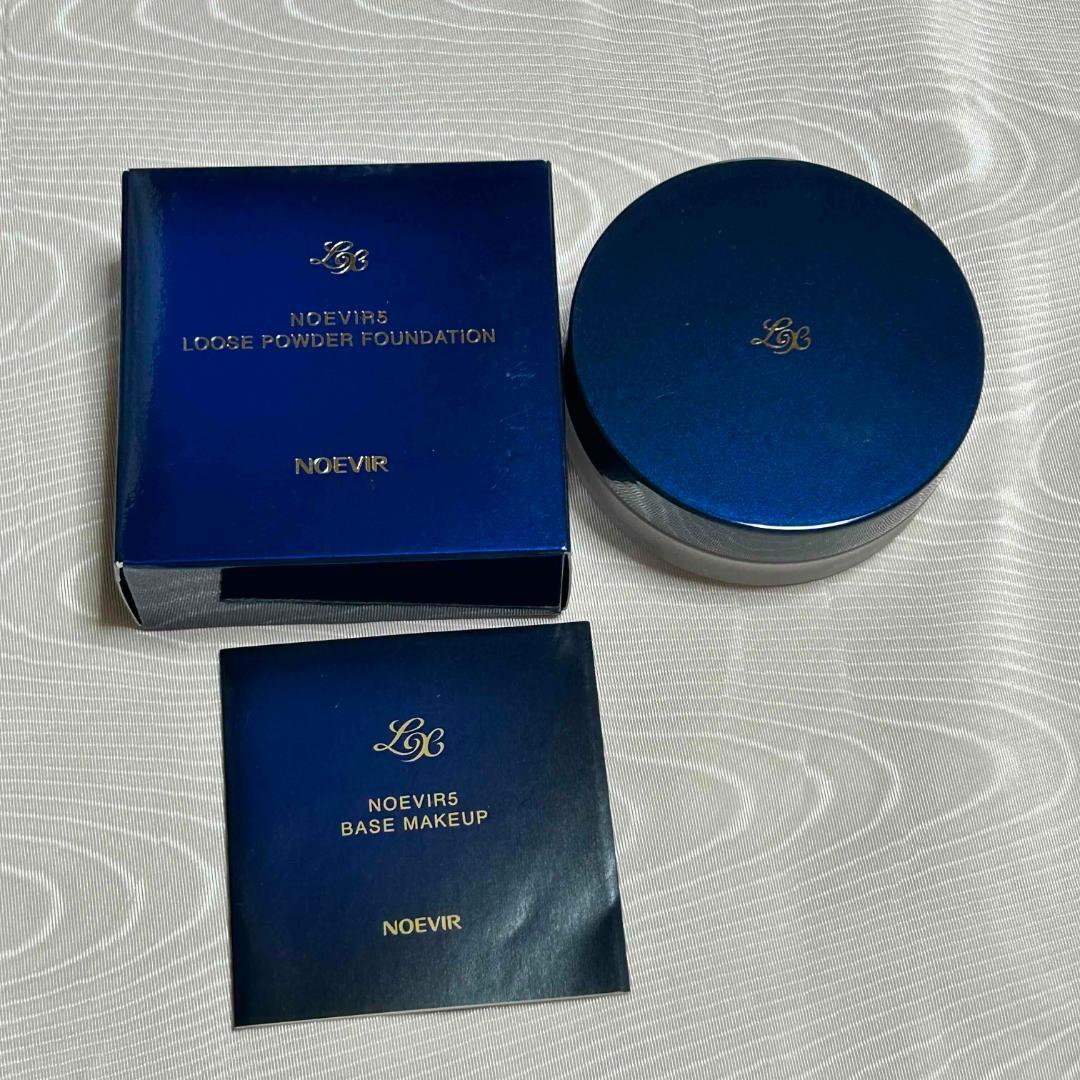 LX
NOEVIR5
LOOSE POWDER FOUNDATION
NOEVIR
LX
LX
NOEVIR5
BASE MAKEUP
NOEVIR